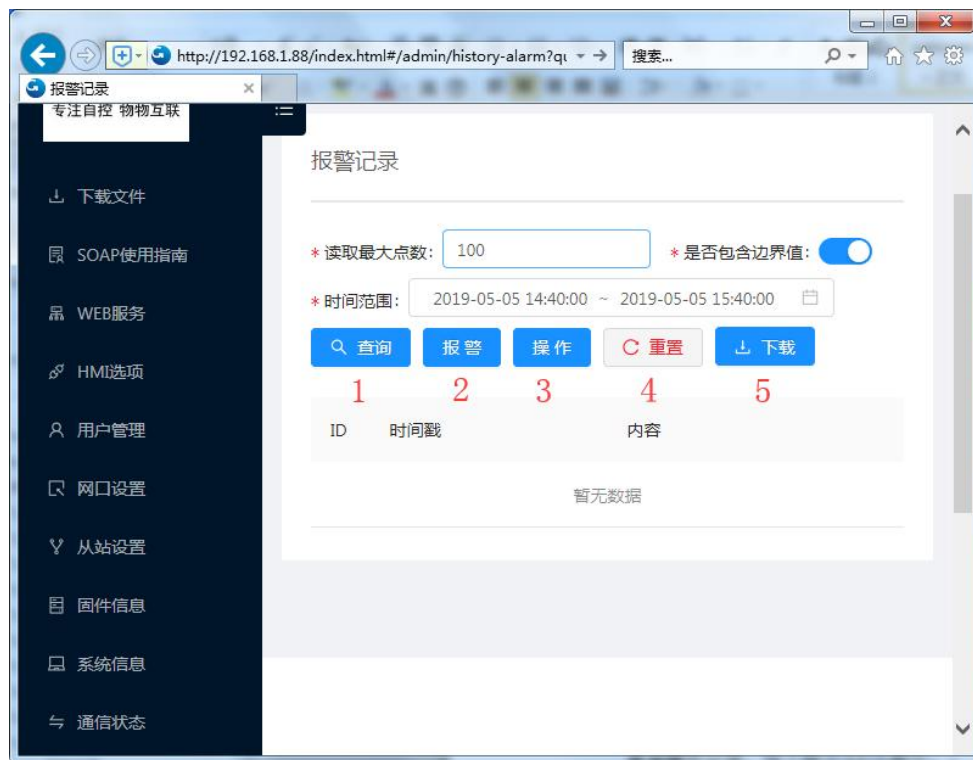 http://192.168.1.88/index.html#/admin/history-alarm?qu
搜索...
报警记录
专注自控 物物互联
下载文件
SOAP使用指南
WEB服务
HMI选项
用户管理
网口设置
从站设置
固件信息
系统信息
通信状态
报警记录
* 读取最大点数: 100 * 是否包含边界值:
* 时间范围: 2019-05-05 14:40:00 ~ 2019-05-05 15:40:00
查询 报警 操作 重置 下载
1 2 3 4 5
ID 时间戳 内容
暂无数据